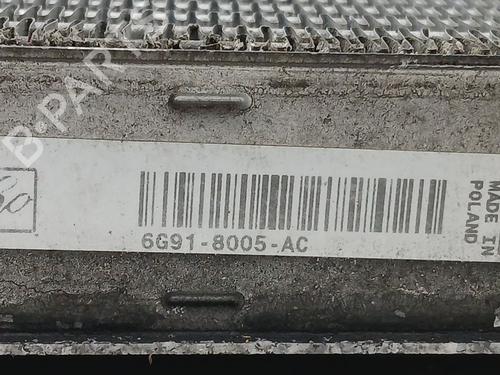 B-PARTS
6G91-8005-AC
MADE IN
POLAND